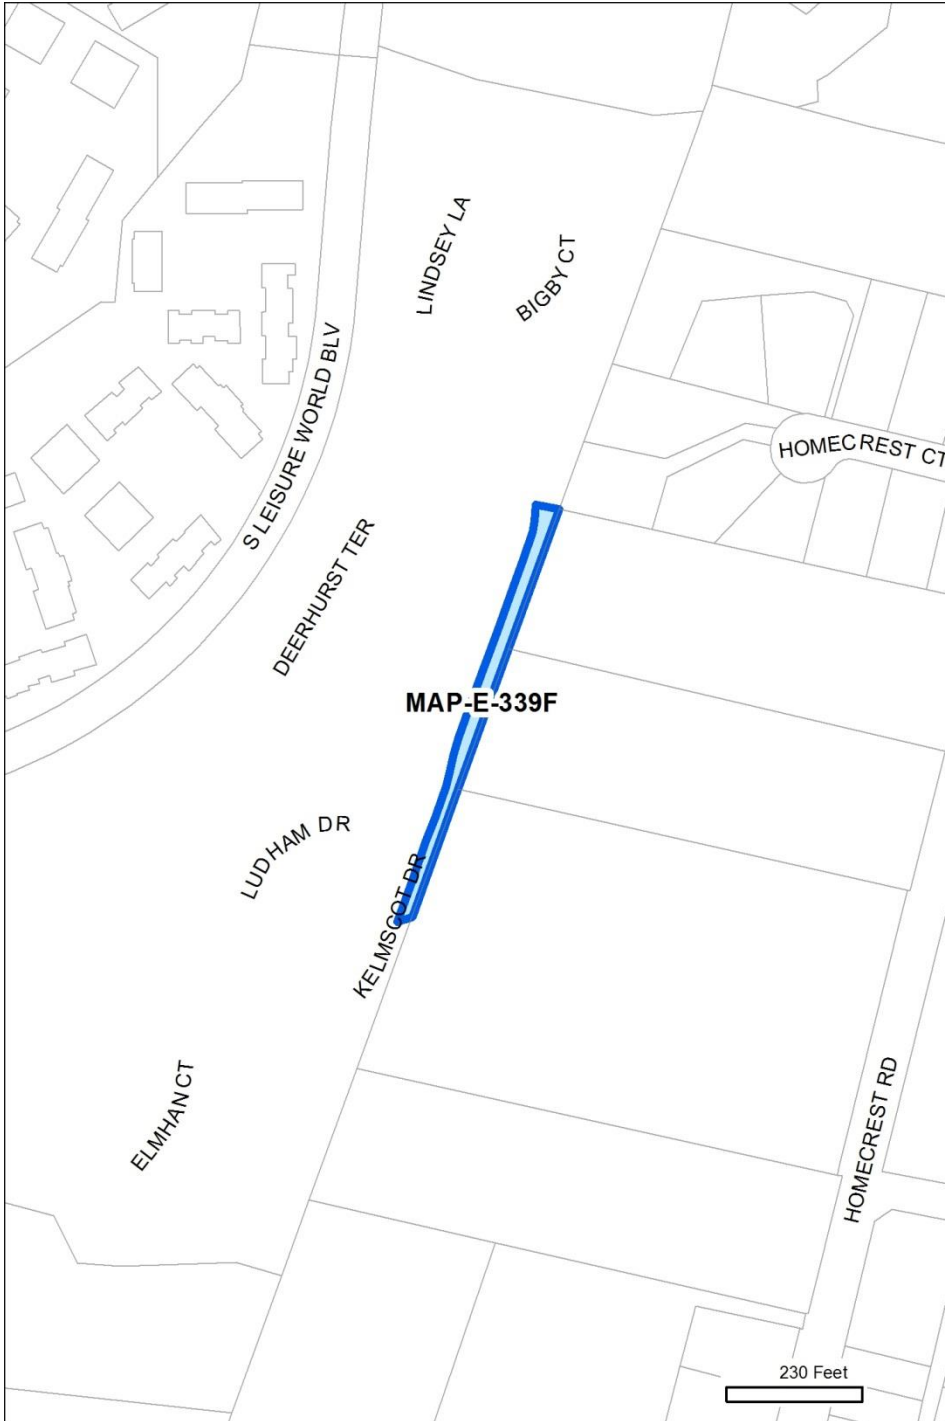 LINDSEY LA
BIGBY CT
S LEISURE WORLD BLV
HOMECREST CT
DEERHURST TER
MAP-E-339F
LUDHAM DR
KELMSCOT DR
ELMHAN CT
HOMECREST RD
230 Feet